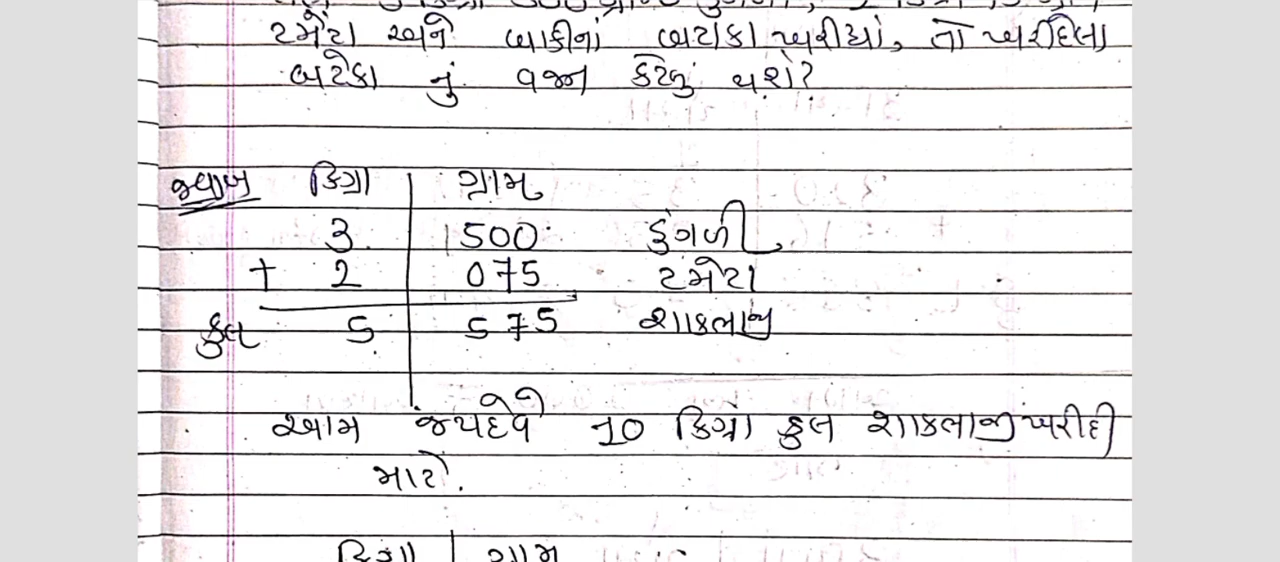 ટમેટા અને બાકીનાં બટાકા ખરીદ્યાં, તો ખરીદેલા
બટેકા નું વજન કેટલું થશે?
જવાબ કિગ્રા ગ્રામ
3 500 ડુંગળી
+ 2 075 ટમેટા
કુલ 5 575 શાકભાજી
આમ જયદેવે 10 કિગ્રા કુલ શાકભાજી ખરીદી
માટે.
કિગ્રા ગ્રામ